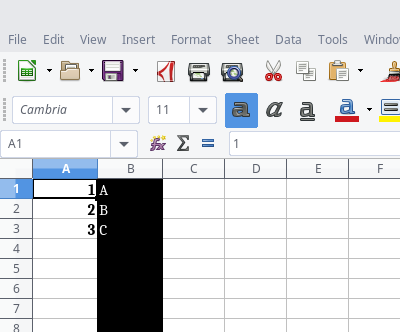 File Edit View Insert Format Sheet Data Tools Windo
Cambria 11 a a a a
A1 fx Σ = 1
A B C D E F
1 1 A
2 2 B
3 3 C
4
5
6
7
8